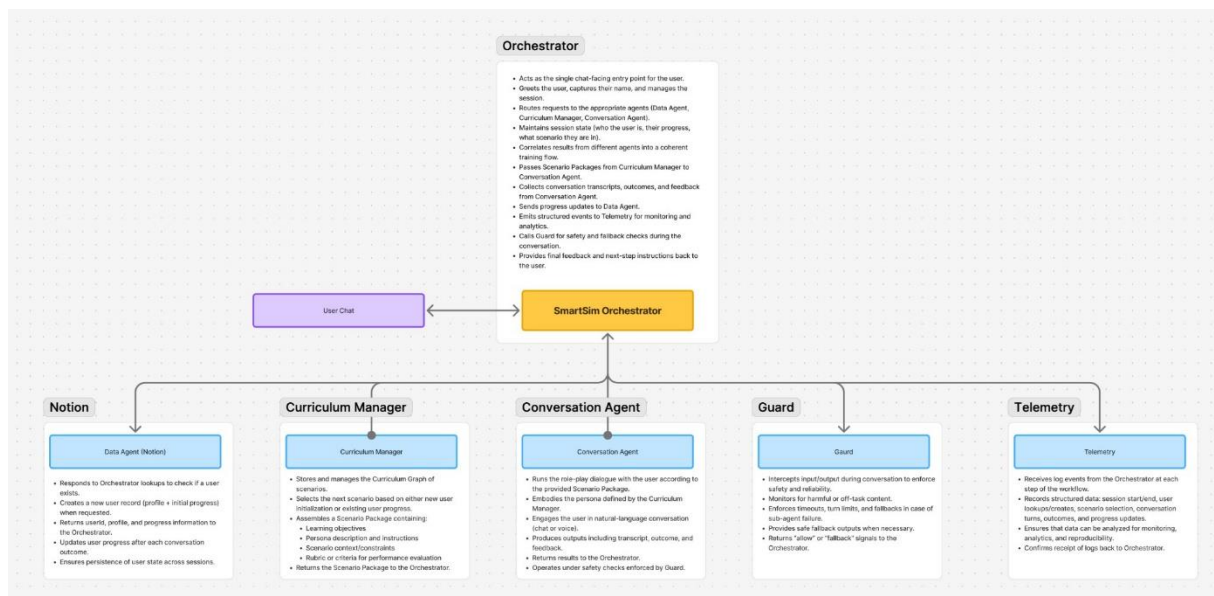 Orchestrator
• Acts as the single chat-facing entry point for the user.
• Greets the user, captures their name, and manages the
session.
• Routes requests to the appropriate agents (Data Agent,
Curriculum Manager, Conversation Agent).
• Maintains session state (who the user is, their progress,
what scenario they are in).
• Correlates results from different agents into a coherent
training flow.
• Passes Scenario Packages from Curriculum Manager to
Conversation Agent.
• Collects conversation transcripts, outcomes, and feedback
from Conversation Agent.
• Sends progress updates to Data Agent.
• Emits structured events to Telemetry for monitoring and
analytics.
• Calls Guard for safety and fallback checks during the
conversation.
• Provides final feedback and next-step instructions back to
the user.
User Chat
SmartSim Orchestrator
Notion
Data Agent (Notion)
• Responds to Orchestrator lookups to check if a user
exists.
• Creates a new user record (profile + initial progress)
when requested.
• Returns userId, profile, and progress information to
the Orchestrator.
• Updates user progress after each conversation
outcome.
• Ensures persistence of user state across sessions.
Curriculum Manager
Curriculum Manager
• Stores and manages the Curriculum Graph of
scenarios.
• Selects the next scenario based on either new user
initialization or existing user progress.
• Assembles a Scenario Package containing:
• Learning objectives
• Persona description and instructions
• Scenario context/constraints
• Rubric or criteria for performance evaluation
• Returns the Scenario Package to the Orchestrator.
Conversation Agent
Conversation Agent
• Runs the role-play dialogue with the user according to
the provided Scenario Package.
• Embodies the persona defined by the Curriculum
Manager.
• Engages the user in natural-language conversation
(chat or voice).
• Produces outputs including transcript, outcome, and
feedback.
• Returns results to the Orchestrator.
• Operates under safety checks enforced by Guard.
Guard
Gaurd
• Intercepts input/output during conversation to enforce
safety and reliability.
• Monitors for harmful or off-task content.
• Enforces timeouts, turn limits, and fallbacks in case of
sub-agent failure.
• Provides safe fallback outputs when necessary.
• Returns "allow" or "fallback" signals to the
Orchestrator.
Telemetry
Telemetry
• Receives log events from the Orchestrator at each
step of the workflow.
• Records structured data: session start/end, user
lookups/creates, scenario selection, conversation
turns, outcomes, and progress updates.
• Ensures that data can be analyzed for monitoring,
analytics, and reproducibility.
• Confirms receipt of logs back to Orchestrator.